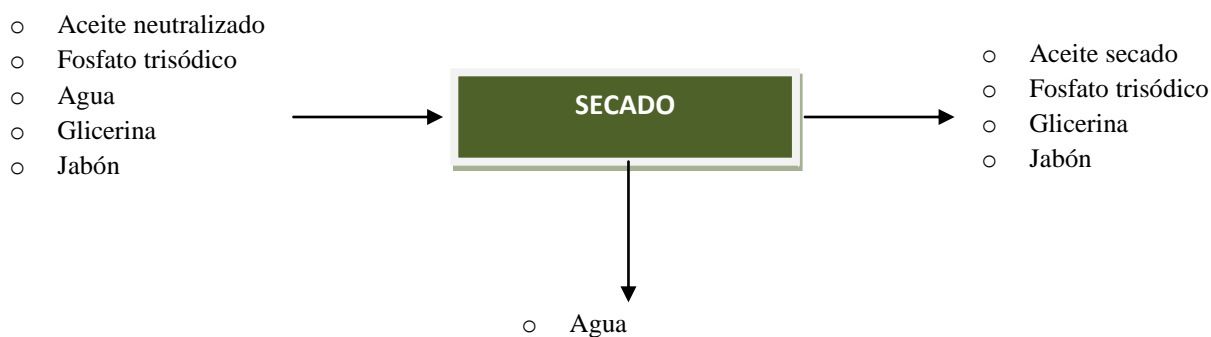 o Aceite neutralizado
o Fosfato trisódico
o Agua
o Glicerina
o Jabón
SECADO
o Aceite secado
o Fosfato trisódico
o Glicerina
o Jabón
o Agua